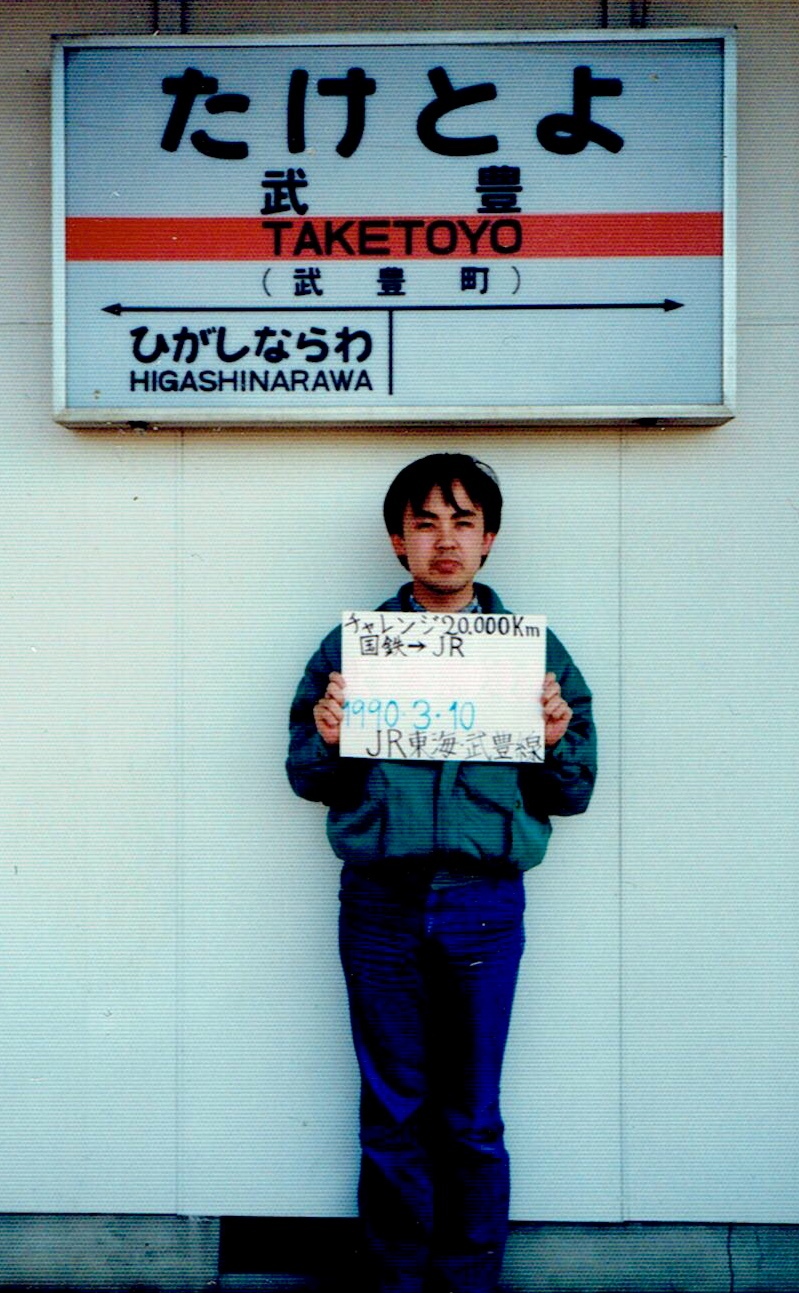 たけとよ
武豊
TAKETOYO
(武豊町)
ひがしならわ
HIGASHINARAWA
チャレンジ20.000Km
国鉄→JR
1990・3・10
JR東海・武豊線